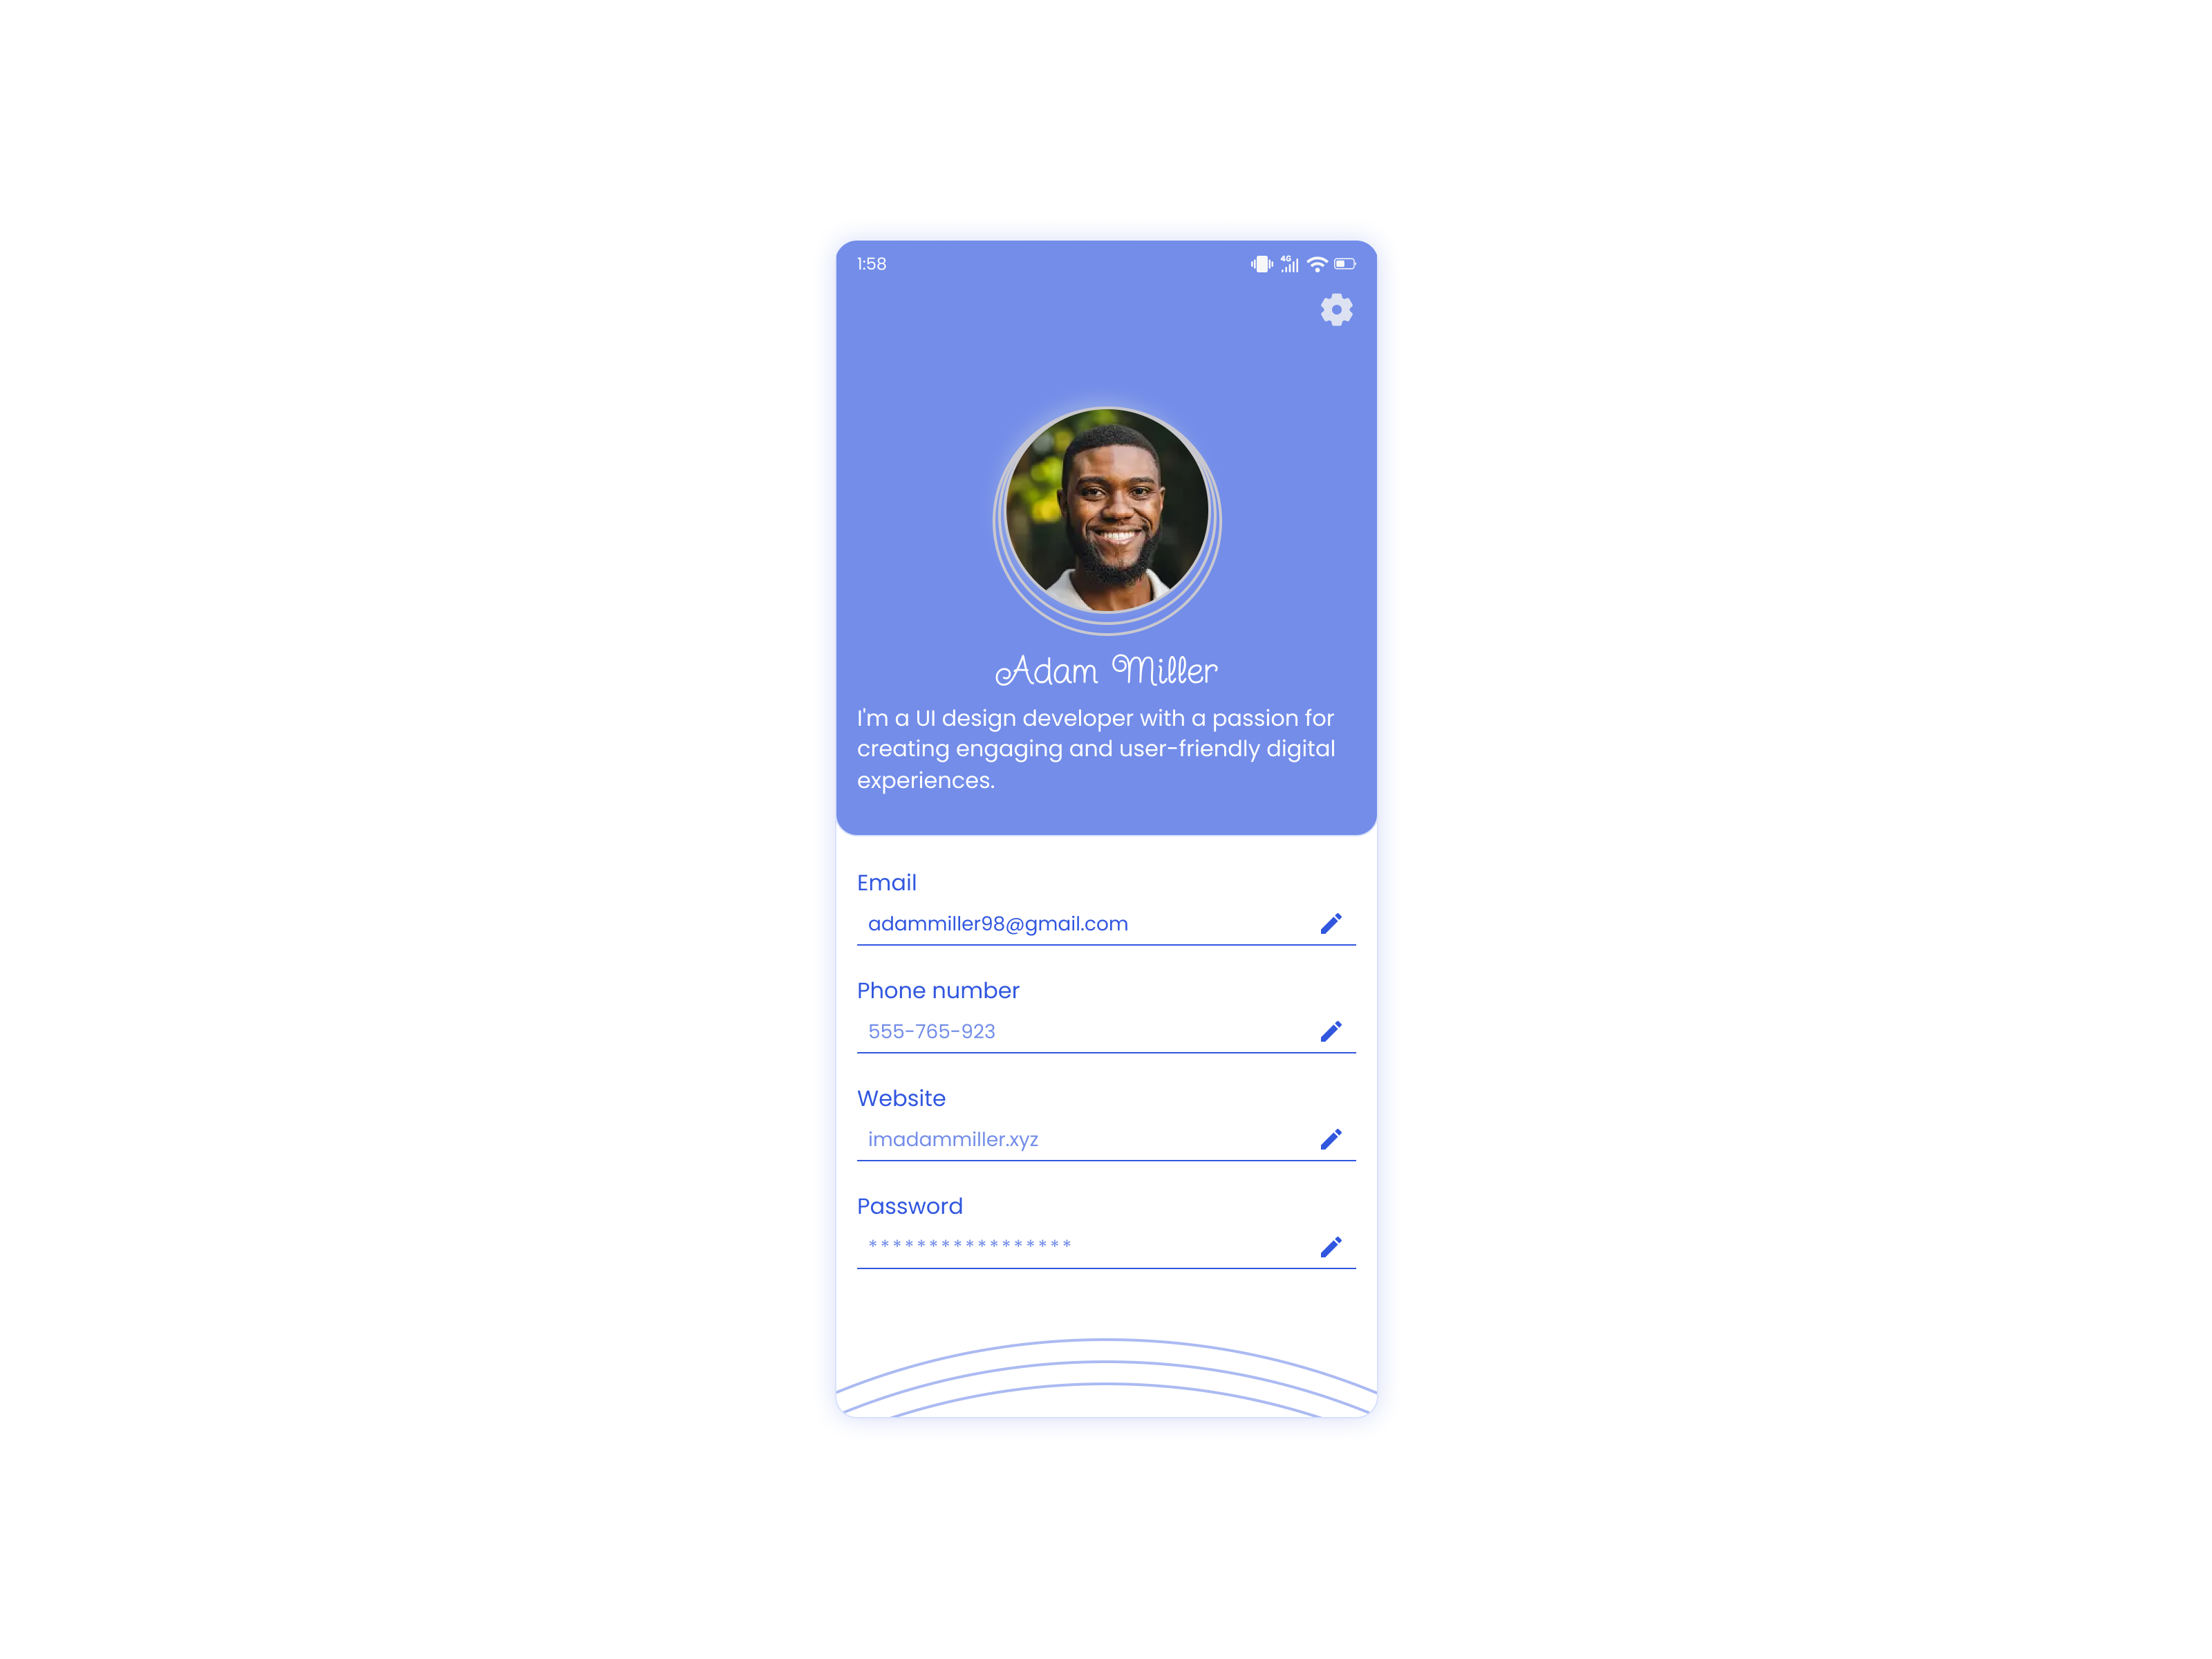 1:58
4G
Adam Miller
I'm a UI design developer with a passion for
creating engaging and user-friendly digital
experiences.
Email
adammiller98@gmail.com
Phone number
555-765-923
Website
imadammiller.xyz
Password
*****************